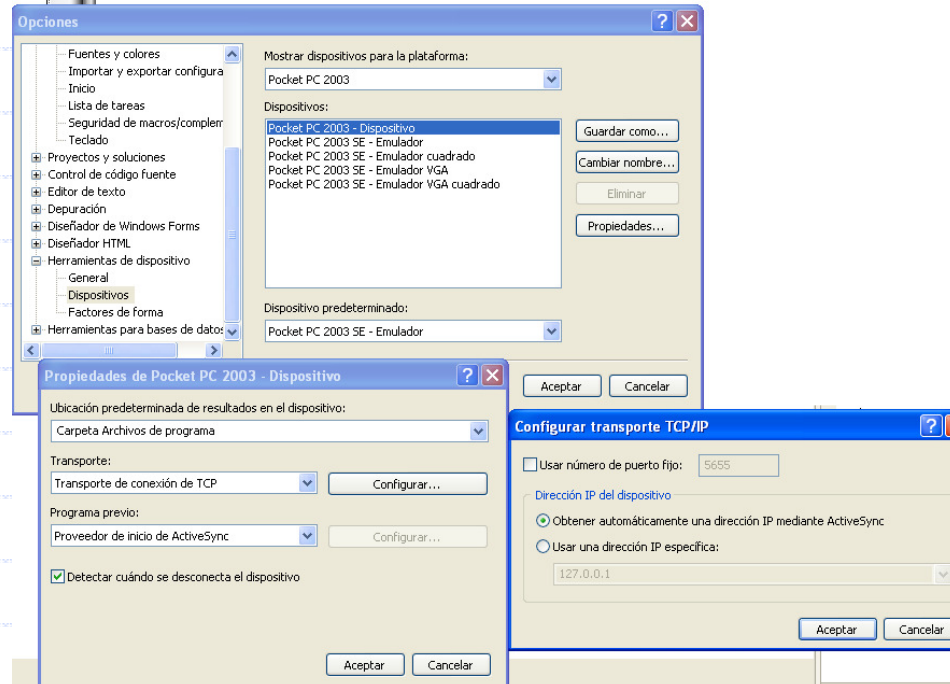 Opciones
Fuentes y colores
Importar y exportar configura
Inicio
Lista de tareas
Seguridad de macros/complem
Teclado
Proyectos y soluciones
Control de código fuente
Editor de texto
Depuración
Diseñador de Windows Forms
Diseñador HTML
Herramientas de dispositivo
General
Dispositivos
Factores de forma
Herramientas para bases de datos
Mostrar dispositivos para la plataforma:
Pocket PC 2003
Dispositivos:
Pocket PC 2003 - Dispositivo
Pocket PC 2003 SE - Emulador
Pocket PC 2003 SE - Emulador cuadrado
Pocket PC 2003 SE - Emulador VGA
Pocket PC 2003 SE - Emulador VGA cuadrado
Guardar como...
Cambiar nombre...
Eliminar
Propiedades...
Dispositivo predeterminado:
Pocket PC 2003 SE - Emulador
Aceptar
Cancelar
Propiedades de Pocket PC 2003 - Dispositivo
Ubicación predeterminada de resultados en el dispositivo:
Carpeta Archivos de programa
Transporte:
Transporte de conexión de TCP
Configurar...
Programa previo:
Proveedor de inicio de ActiveSync
Configurar...
Detectar cuándo se desconecta el dispositivo
Aceptar
Cancelar
Configurar transporte TCP/IP
Usar número de puerto fijo:
5655
Dirección IP del dispositivo
Obtener automáticamente una dirección IP mediante ActiveSync
Usar una dirección IP específica:
127.0.0.1
Aceptar
Cancelar